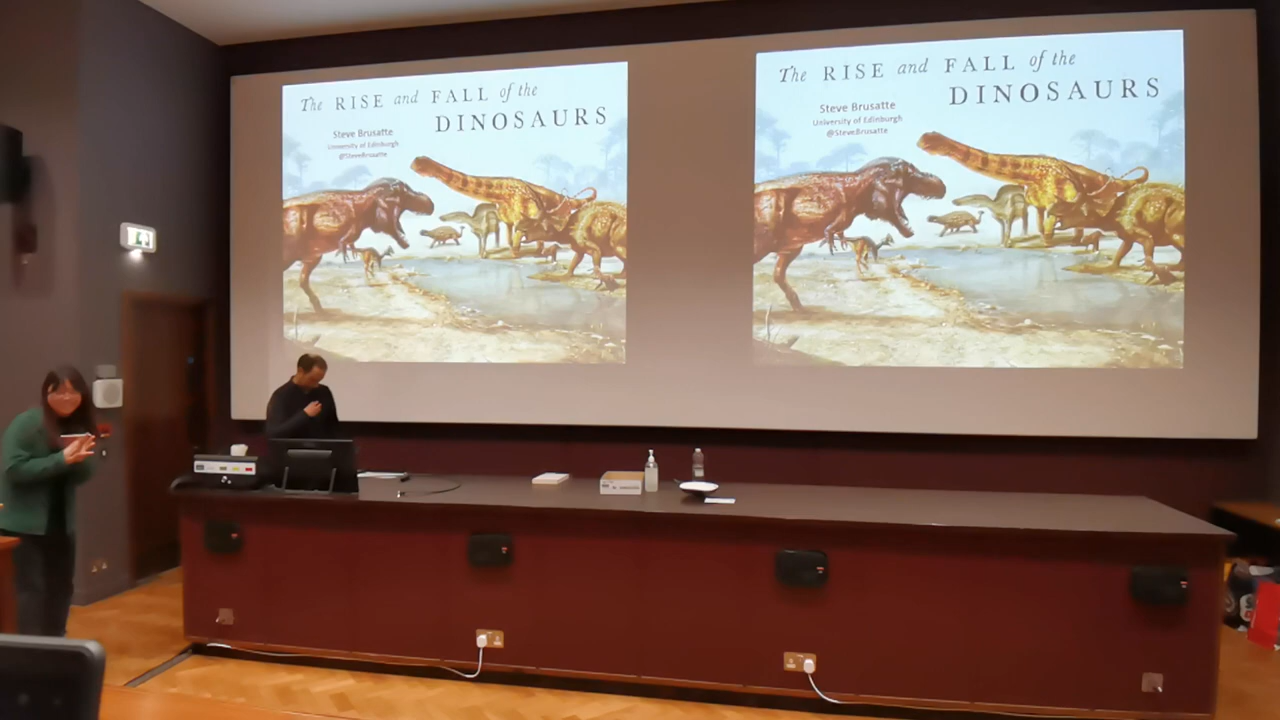 The RISE and FALL of the
DINOSAURS
Steve Brusatte
University of Edinburgh
@SteveBrusatte
The RISE and FALL of the
DINOSAURS
Steve Brusatte
University of Edinburgh
@SteveBrusatte